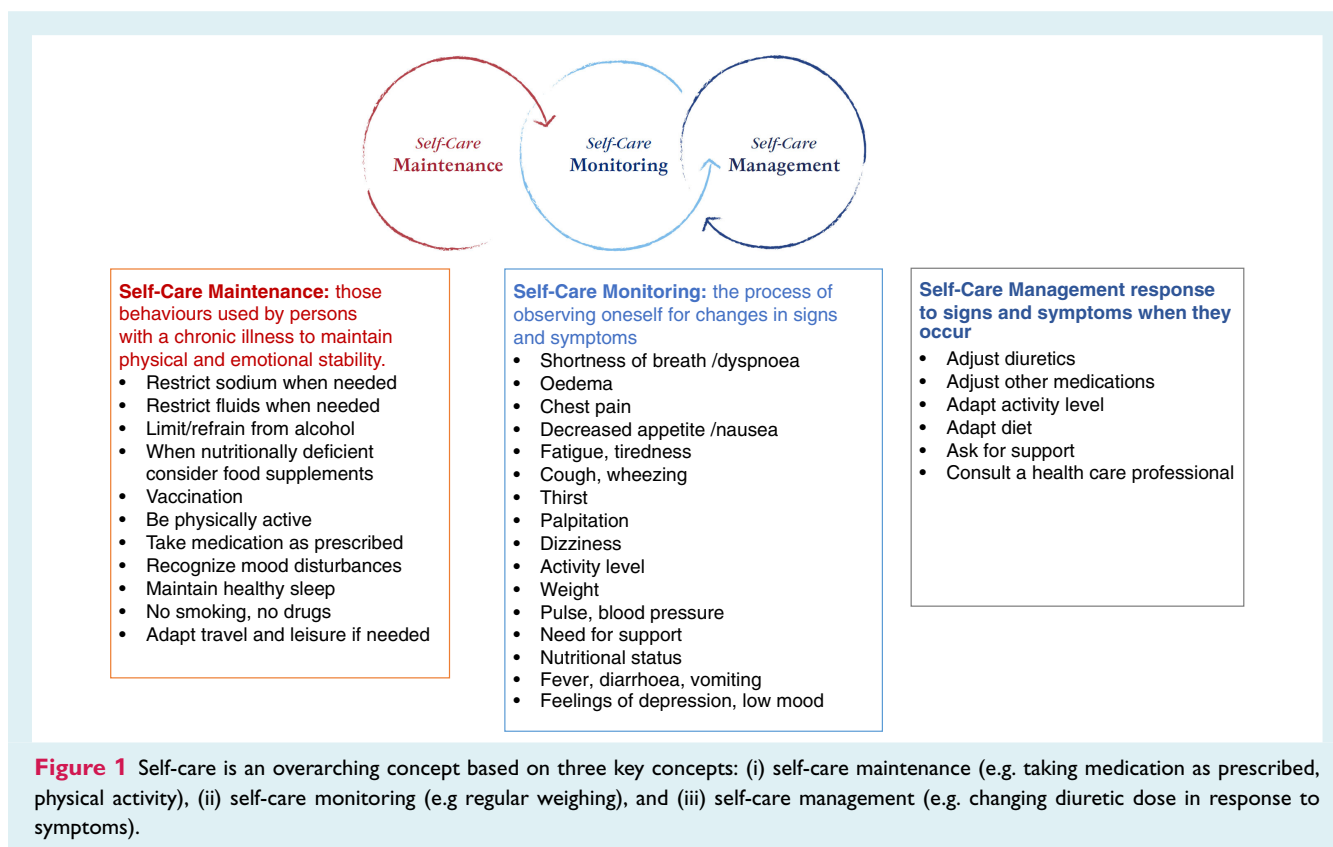 Self-Care
Maintenance
Self-Care
Monitoring
Self-Care
Management
Self-Care Maintenance: those
behaviours used by persons
with a chronic illness to maintain
physical and emotional stability.
• Restrict sodium when needed
• Restrict fluids when needed
• Limit/refrain from alcohol
• When nutritionally deficient
consider food supplements
• Vaccination
• Be physically active
• Take medication as prescribed
• Recognize mood disturbances
• Maintain healthy sleep
• No smoking, no drugs
• Adapt travel and leisure if needed
Self-Care Monitoring: the process of
observing oneself for changes in signs
and symptoms
• Shortness of breath /dyspnoea
• Oedema
• Chest pain
• Decreased appetite /nausea
• Fatigue, tiredness
• Cough, wheezing
• Thirst
• Palpitation
• Dizziness
• Activity level
• Weight
• Pulse, blood pressure
• Need for support
• Nutritional status
• Fever, diarrhoea, vomiting
• Feelings of depression, low mood
Self-Care Management response
to signs and symptoms when they
occur
• Adjust diuretics
• Adjust other medications
• Adapt activity level
• Adapt diet
• Ask for support
• Consult a health care professional
Figure 1 Self-care is an overarching concept based on three key concepts: (i) self-care maintenance (e.g. taking medication as prescribed,
physical activity), (ii) self-care monitoring (e.g regular weighing), and (iii) self-care management (e.g. changing diuretic dose in response to
symptoms).